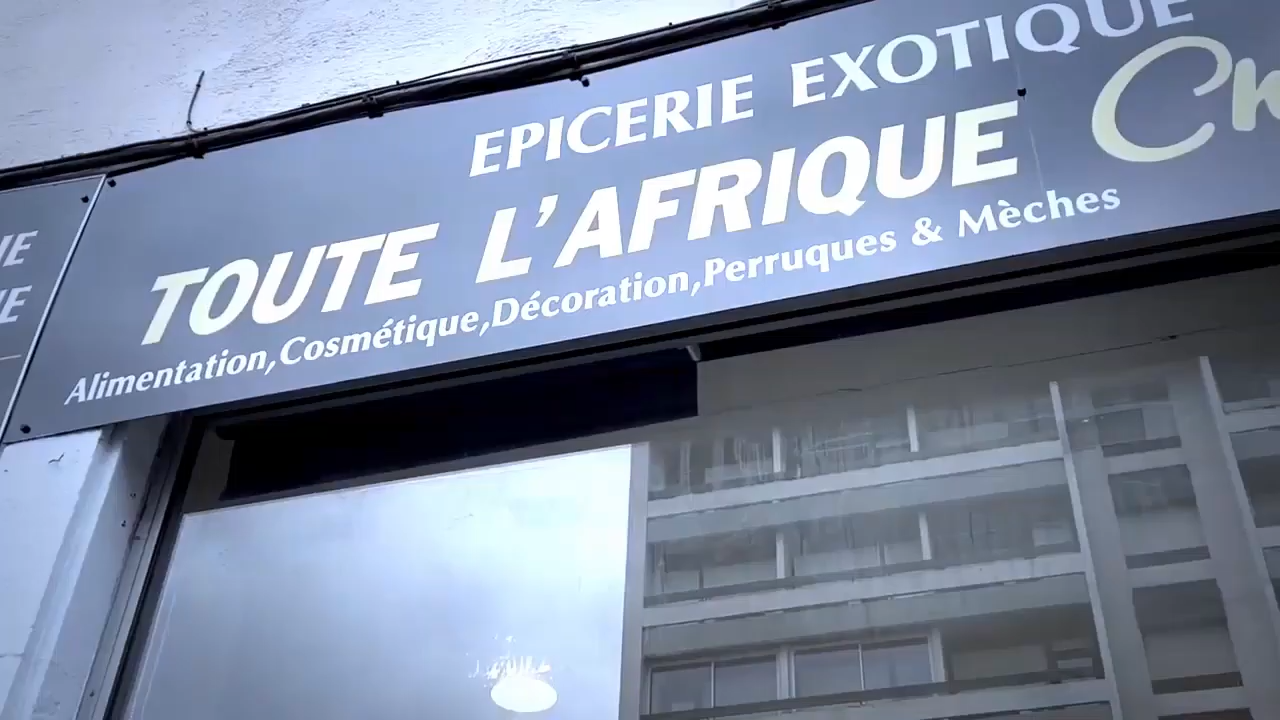 EPICERIE EXOTIQUE
TOUTE L'AFRIQUE
Alimentation,Cosmétique,Décoration,Perruques & Mèches